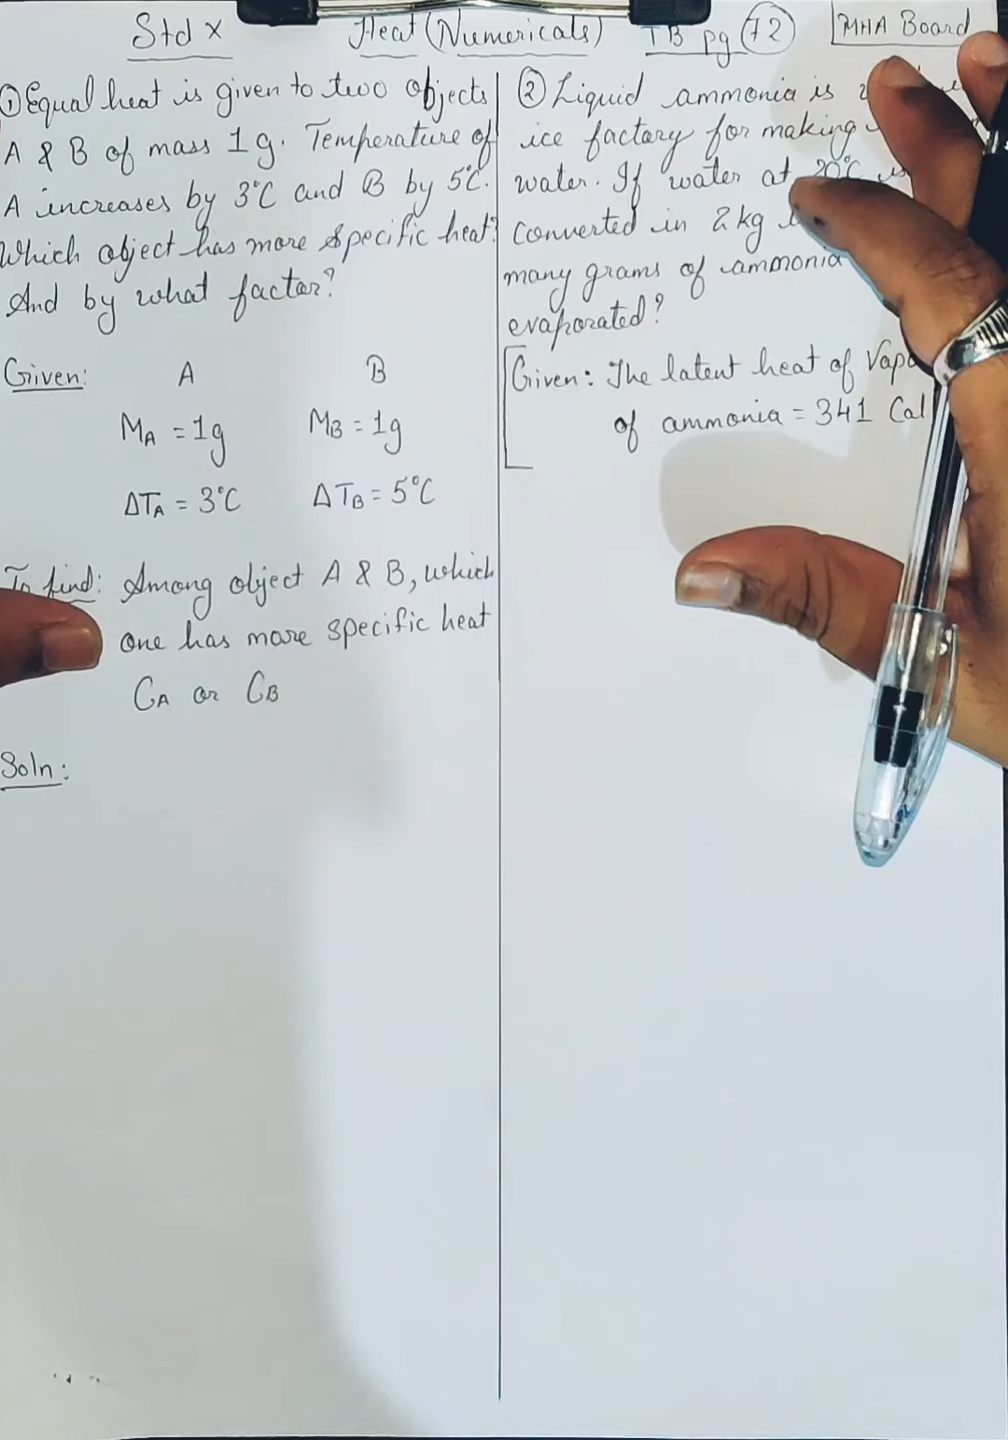 Std X Heat (Numericals) TB pg 72 MHA Board
① Equal heat is given to two objects
A & B of mass 1g. Temperature of
A increases by 3°C and B by 5°C.
Which object has more specific heat?
And by what factor?
Given: A B
MA = 1g MB = 1g
ΔTA = 3°C ΔTB = 5°C
To find: Among object A & B, which
one has more specific heat
CA or CB
Soln:
② Liquid ammonia is
ice factory for making
water. If water at 20°C is
converted in 2 kg
many grams of ammonia
evaporated?
Given: The latent heat of
of ammonia = 341 Cal